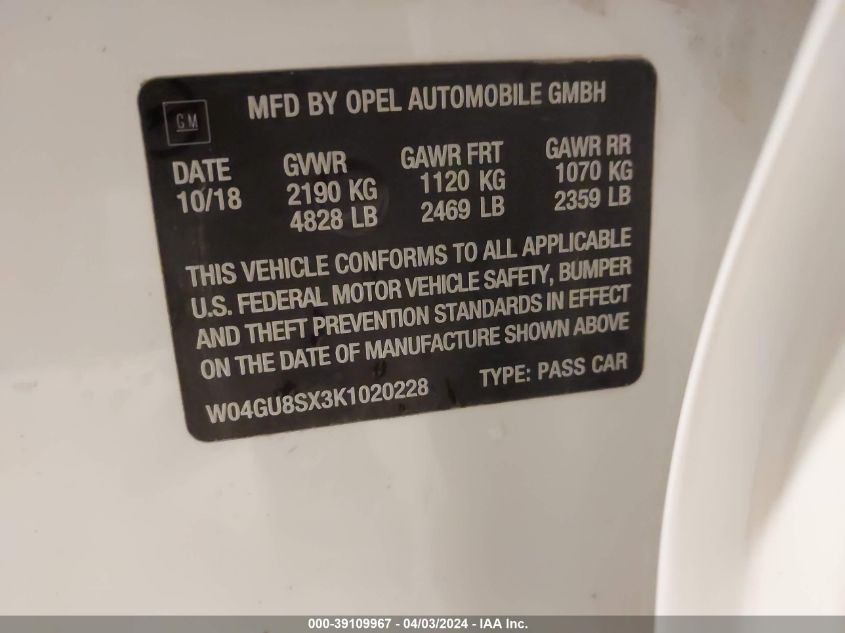 GM
MFD BY OPEL AUTOMOBILE GMBH
DATE GVWR GAWR FRT GAWR RR
10/18 2190 KG 1120 KG 1070 KG
4828 LB 2469 LB 2359 LB
THIS VEHICLE CONFORMS TO ALL APPLICABLE
U.S. FEDERAL MOTOR VEHICLE SAFETY, BUMPER
AND THEFT PREVENTION STANDARDS IN EFFECT
ON THE DATE OF MANUFACTURE SHOWN ABOVE
W04GU8SX3K1020228 TYPE: PASS CAR
000-39109967 - 04/03/2024 - IAA Inc.